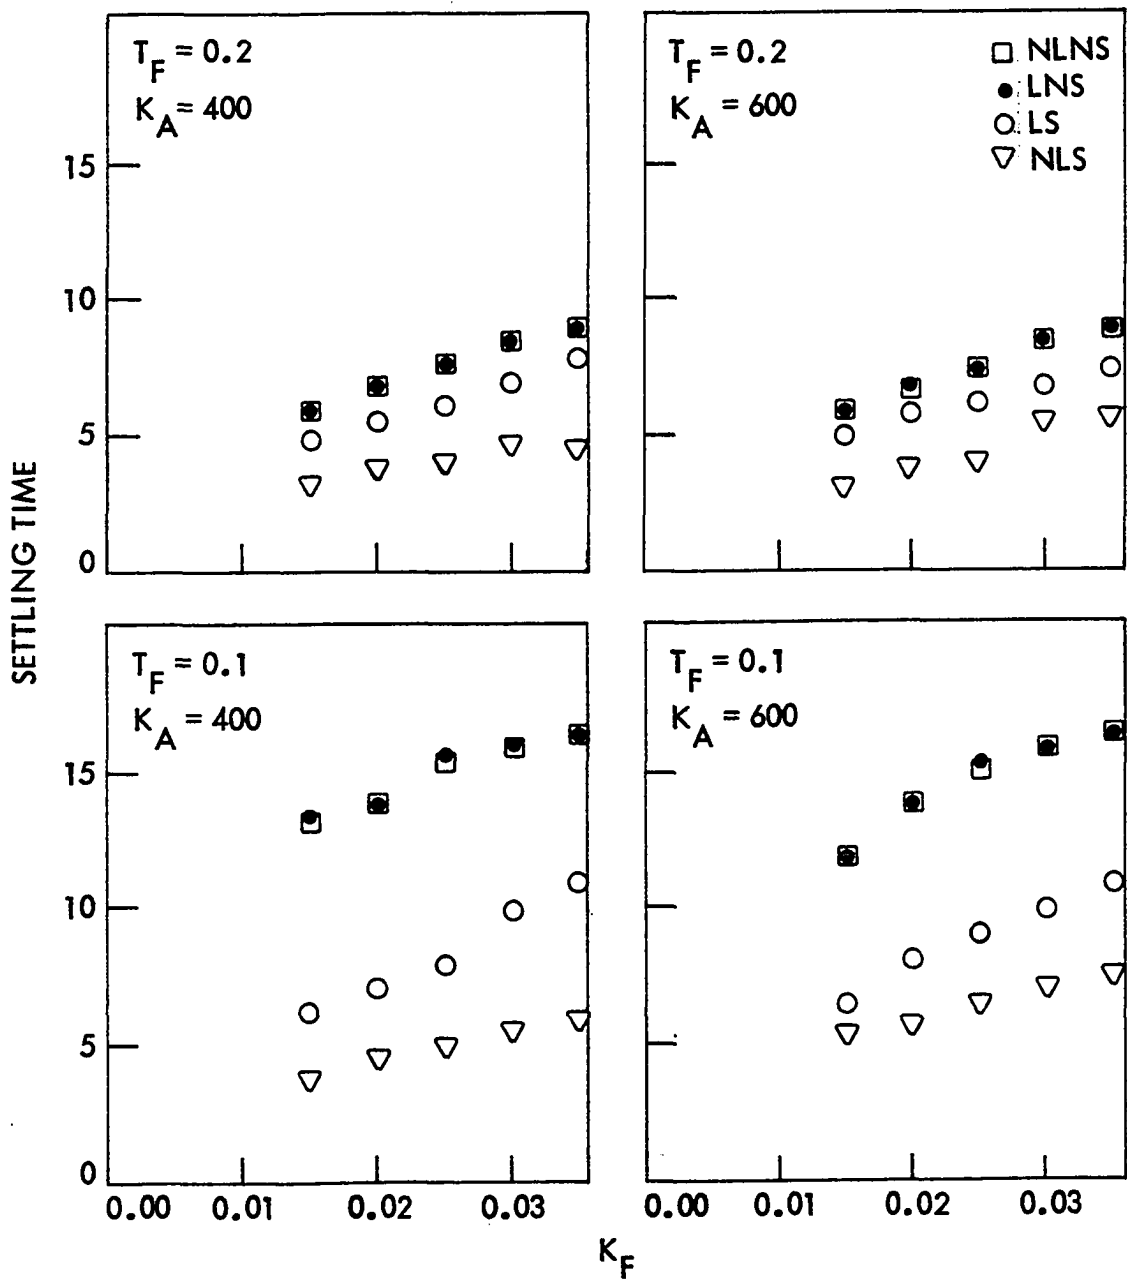 T_F = 0.2
K_A = 400
15
10
5
0
T_F = 0.2
K_A = 600
NLNS
LNS
LS
NLS
SETTLING TIME
T_F = 0.1
K_A = 400
15
10
5
0
0.00 0.01 0.02 0.03
T_F = 0.1
K_A = 600
0.00 0.01 0.02 0.03
K_F